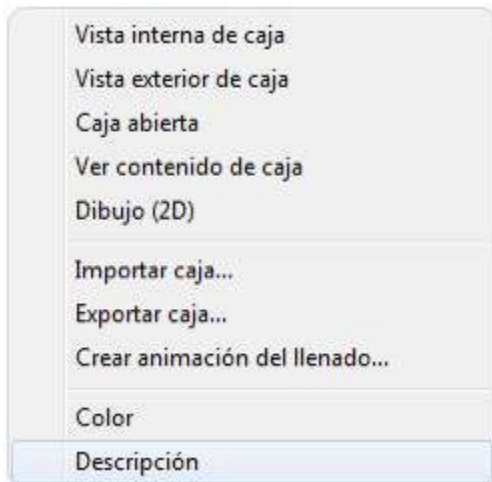 Vista interna de caja
Vista exterior de caja
Caja abierta
Ver contenido de caja
Dibujo (2D)
Importar caja...
Exportar caja...
Crear animación del llenado...
Color
Descripción